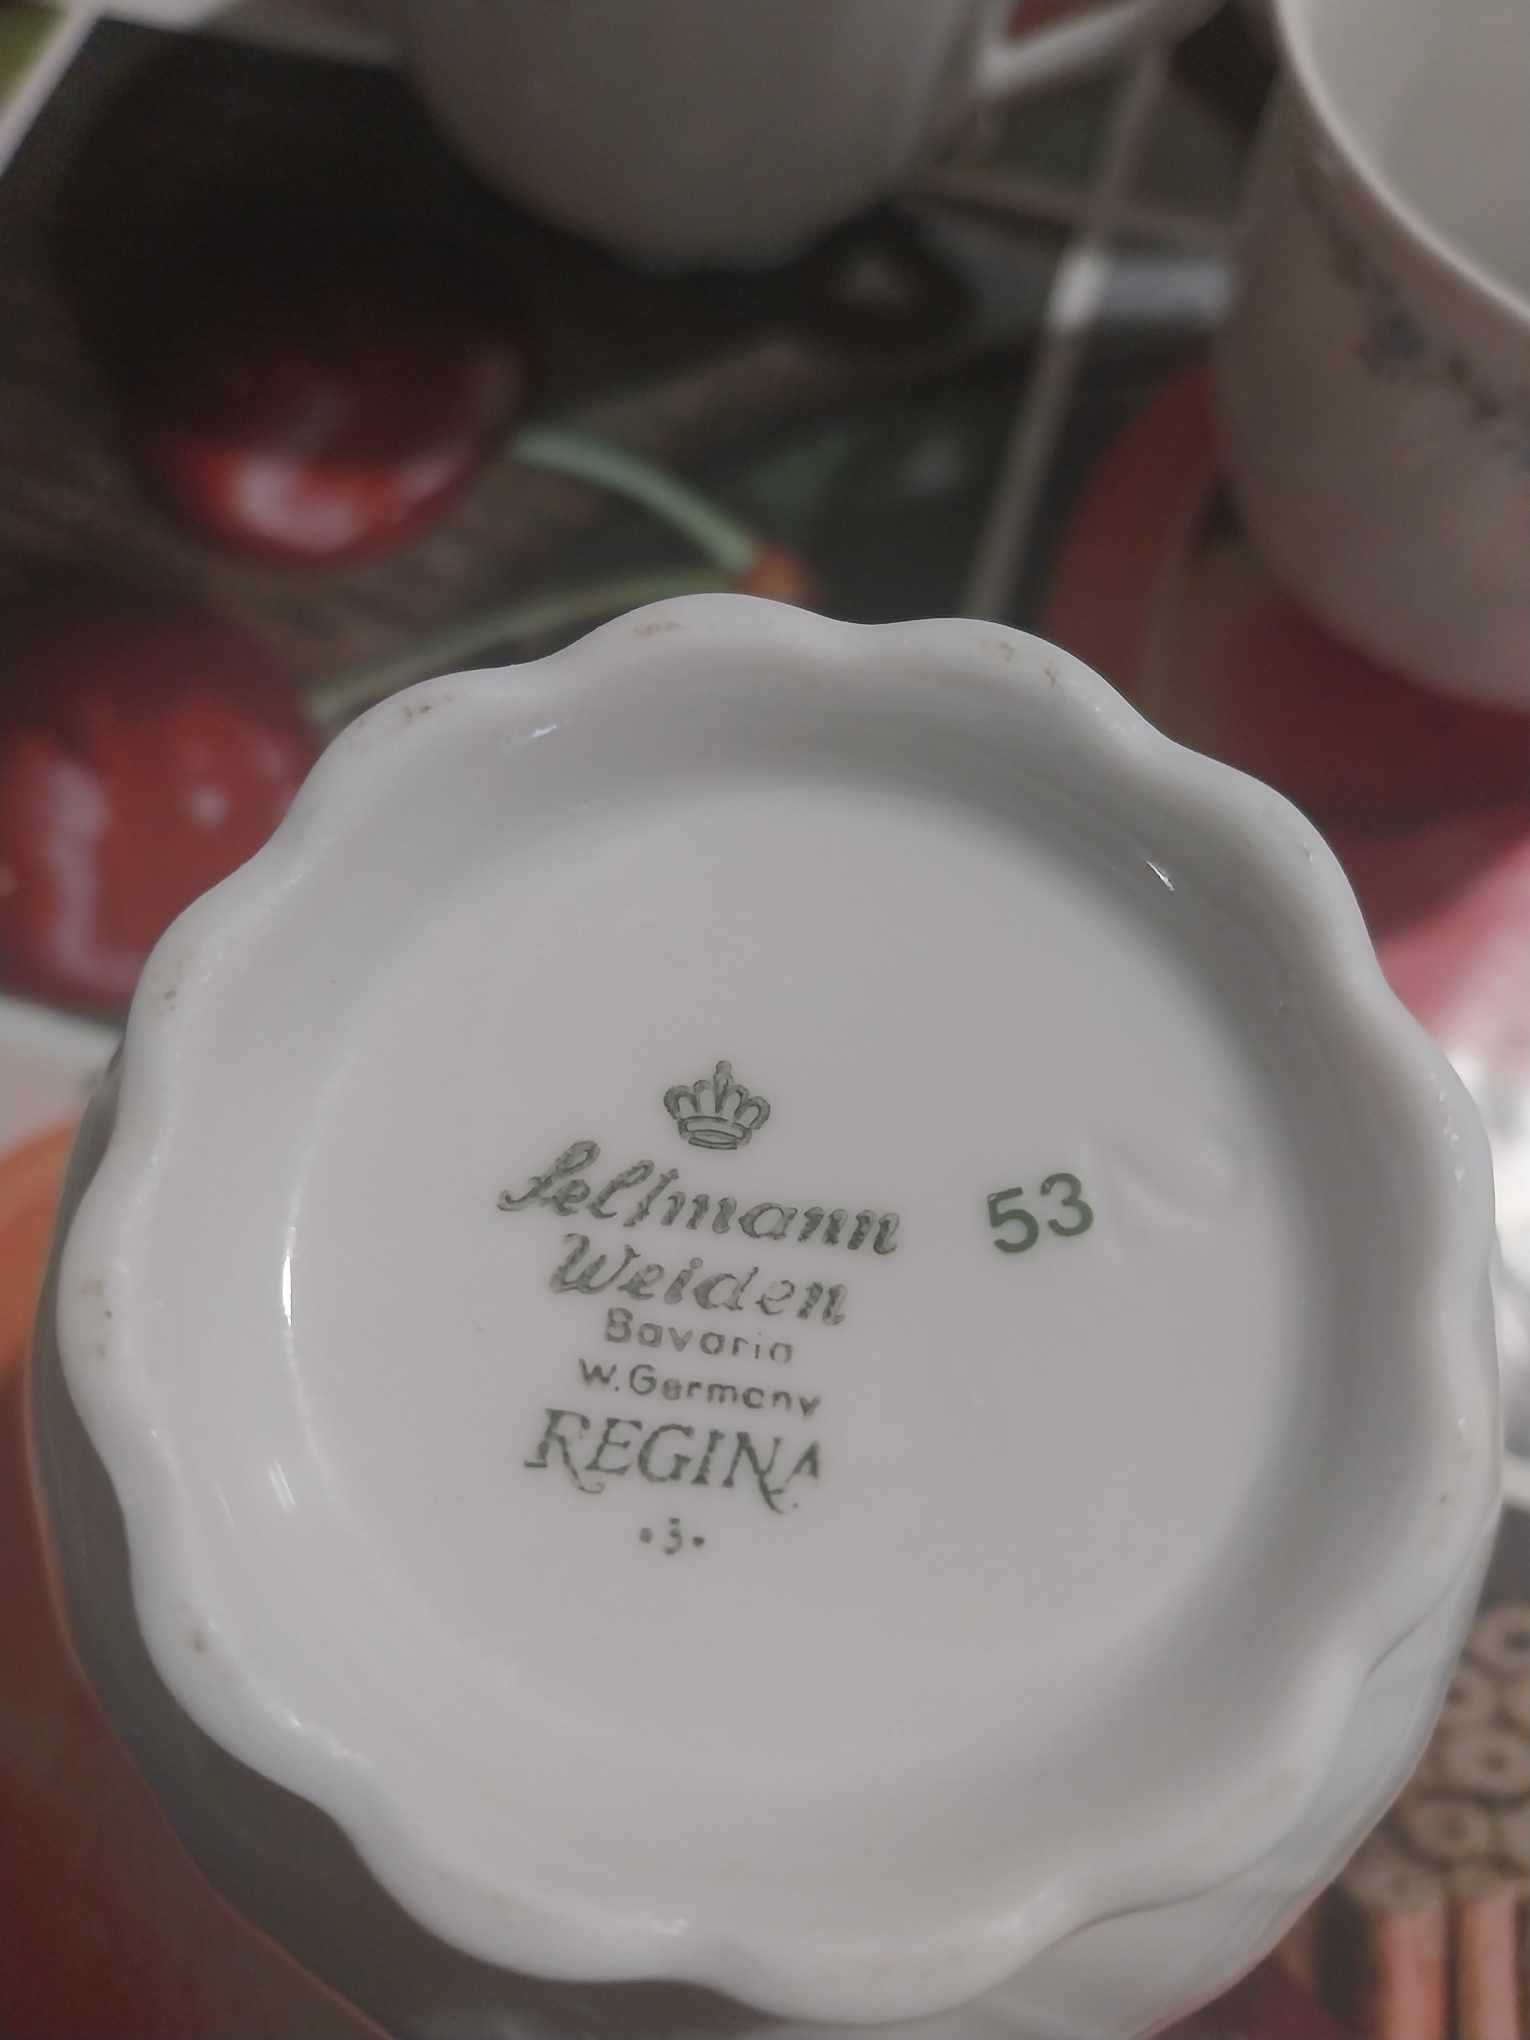 Seltmann
Weiden
Bavaria
W.Germany
REGINA
•3•
53